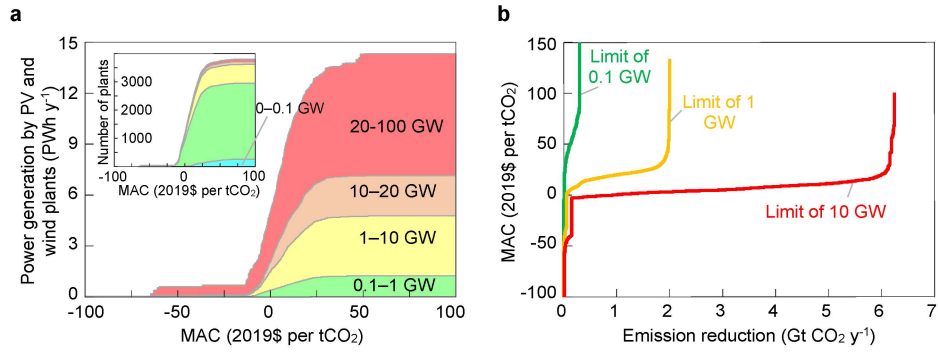 a
Power generation by PV and
wind plants (PWh y⁻¹)
15
12
9
6
3
0
-100
-50
0
50
100
MAC (2019$ per tCO₂)
20-100 GW
10–20 GW
1–10 GW
0.1–1 GW
0–0.1 GW
Number of plants
4000
3000
2000
1000
-100
0
100
MAC (2019$ per tCO₂)
b
MAC (2019$ per tCO₂)
150
100
50
0
-50
-100
0
1
2
3
4
5
6
7
Emission reduction (Gt CO₂ y⁻¹)
Limit of
0.1 GW
Limit of 1
GW
Limit of 10 GW